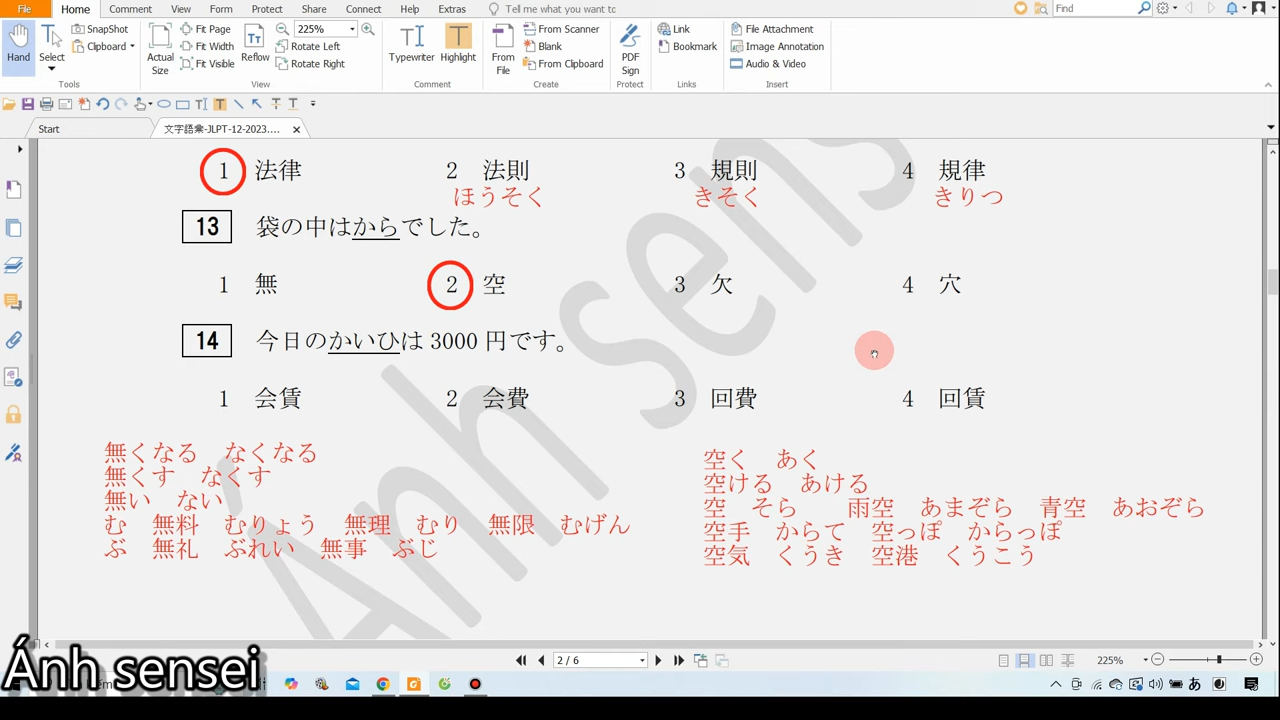 File Home Comment View Form Protect Share Connect Help Extras Tell me what you want to Find
SnapShot Fit Page 225% From Scanner Link File Attachment
Clipboard Fit Width Rotate Left Blank Bookmark Image Annotation
Hand Select Actual Size Fit Visible Reflow Rotate Right Typewriter Highlight From File From Clipboard PDF Sign Audio & Video
Tools View Comment Create Protect Links Insert
Start 文字語彙-JLPT-12-2023....
1 法律 2 法則 3 規則 4 規律
ほうそく きそく きりつ
13 袋の中はからでした。
1 無 2 空 3 欠 4 穴
14 今日のかいひは 3000 円です。
1 会賃 2 会費 3 回費 4 回賃
無くなる なくなる
無くす なくす
無い ない
む 無料 むりょう 無理 むり 無限 むげん
ぶ 無礼 ぶれい 無事 ぶじ
空く あく
空ける あける
空 そら 雨空 あまぞら 青空 あおぞら
空手 からて 空っぽ からっぽ
空気 くうき 空港 くうこう
Ánh sens
Ánh sensei
2 / 6 225%
あ